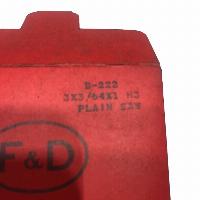 D-222
3X3/64X1 HS
PLAIN SAW
F&D